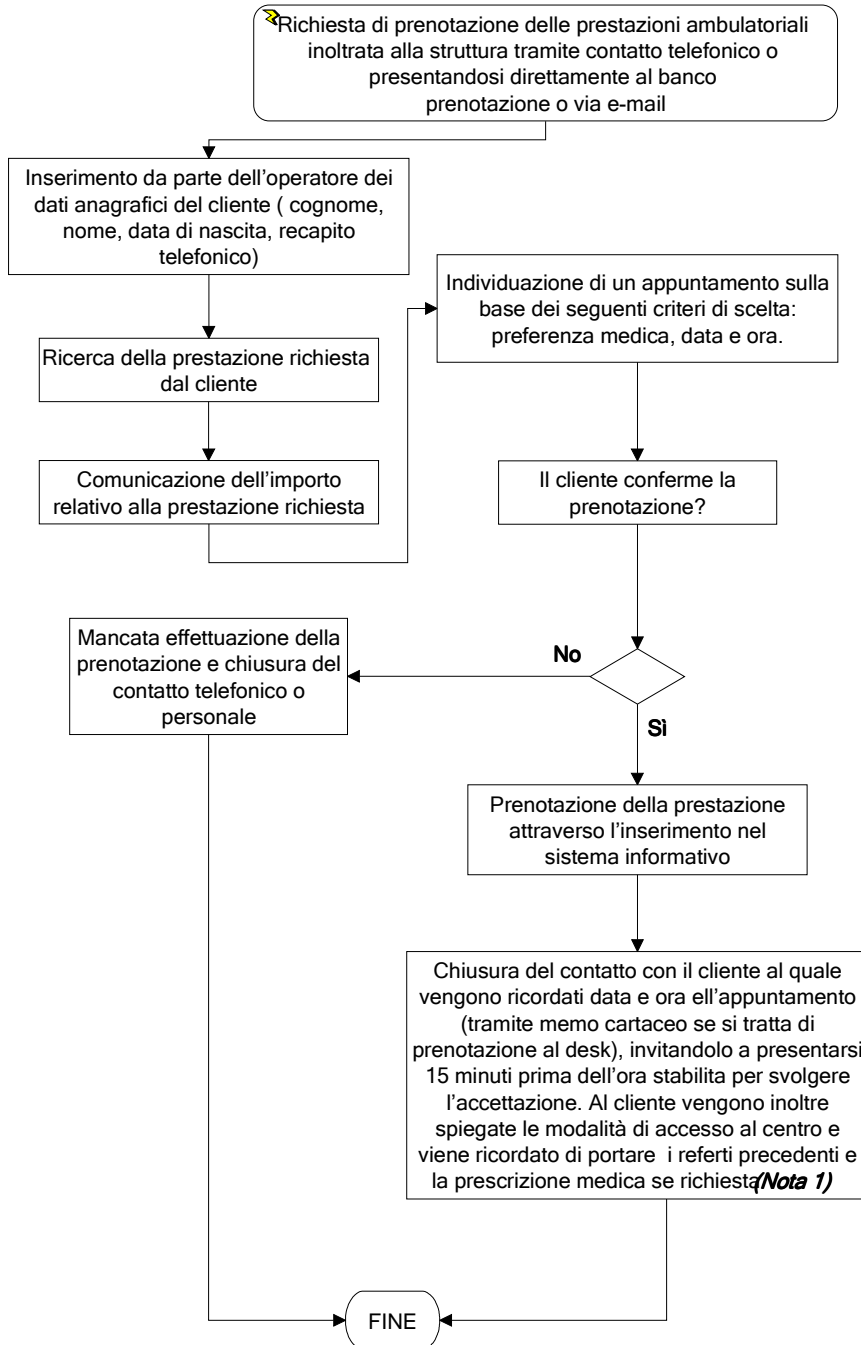 Richiesta di prenotazione delle prestazioni ambulatoriali
inoltrata alla struttura tramite contatto telefonico o
presentandosi direttamente al banco
prenotazione o via e-mail
Inserimento da parte dell'operatore dei
dati anagrafici del cliente ( cognome,
nome, data di nascita, recapito
telefonico)
Ricerca della prestazione richiesta
dal cliente
Comunicazione dell'importo
relativo alla prestazione richiesta
Individuazione di un appuntamento sulla
base dei seguenti criteri di scelta:
preferenza medica, data e ora.
Il cliente conferme la
prenotazione?
No
Sì
Mancata effettuazione della
prenotazione e chiusura del
contatto telefonico o
personale
Prenotazione della prestazione
attraverso l'inserimento nel
sistema informativo
Chiusura del contatto con il cliente al quale
vengono ricordati data e ora ell'appuntamento
(tramite memo cartaceo se si tratta di
prenotazione al desk), invitandolo a presentarsi
15 minuti prima dell'ora stabilita per svolgere
l'accettazione. Al cliente vengono inoltre
spiegate le modalità di accesso al centro e
viene ricordato di portare i referti precedenti e
la prescrizione medica se richiesta(Nota 1)
FINE